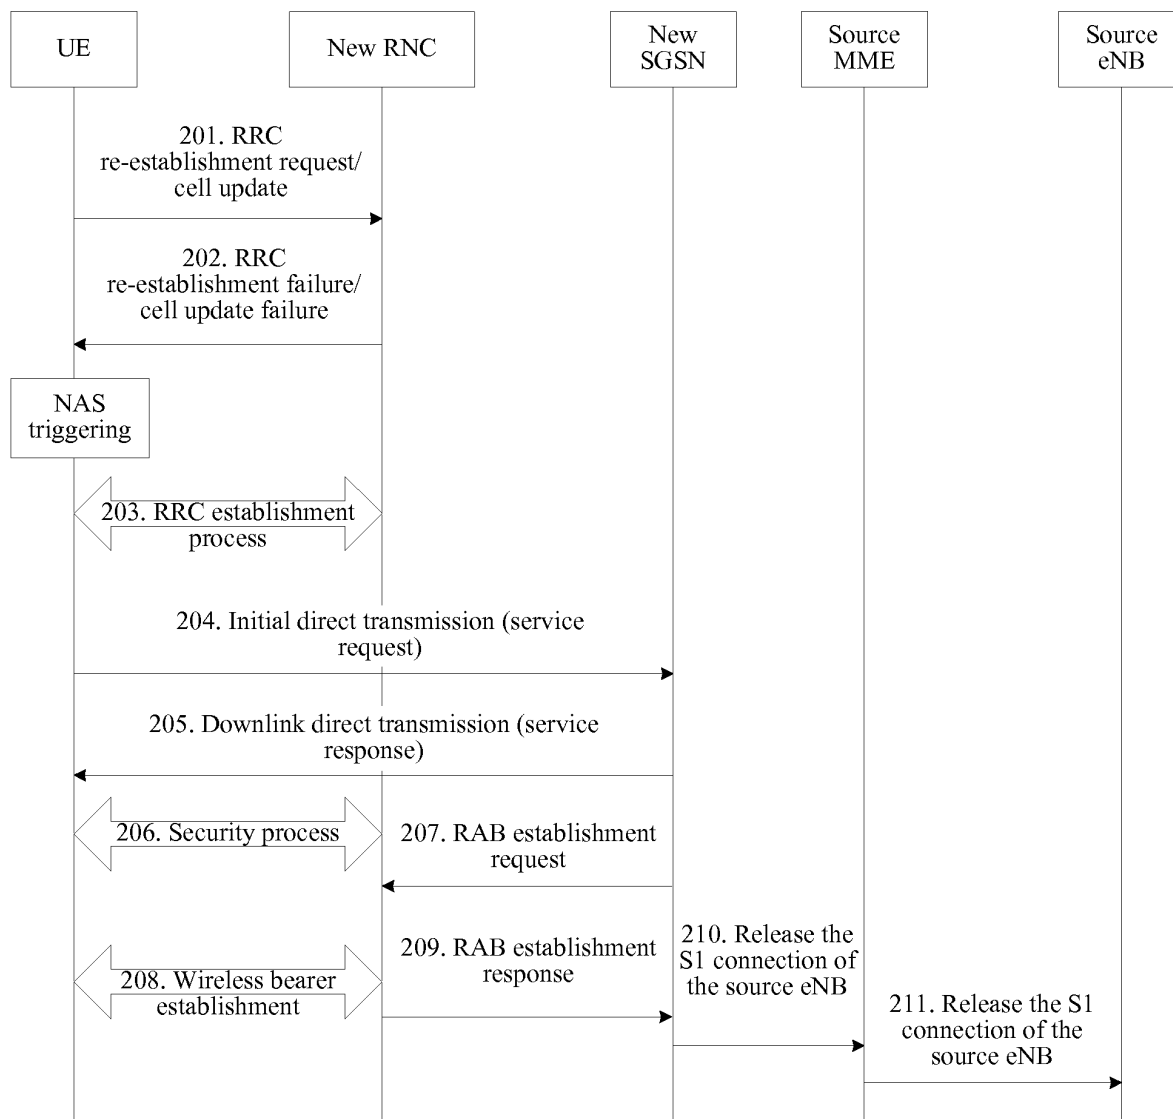 UE
New RNC
New
SGSN
Source
MME
Source
eNB
201. RRC
re-establishment request/
cell update
202. RRC
re-establishment failure/
cell update failure
NAS
triggering
203. RRC establishment
process
204. Initial direct transmission (service
request)
205. Downlink direct transmission (service
response)
206. Security process
207. RAB establishment
request
208. Wireless bearer
establishment
209. RAB establishment
response
210. Release the
S1 connection of
the source eNB
211. Release the S1
connection of the
source eNB